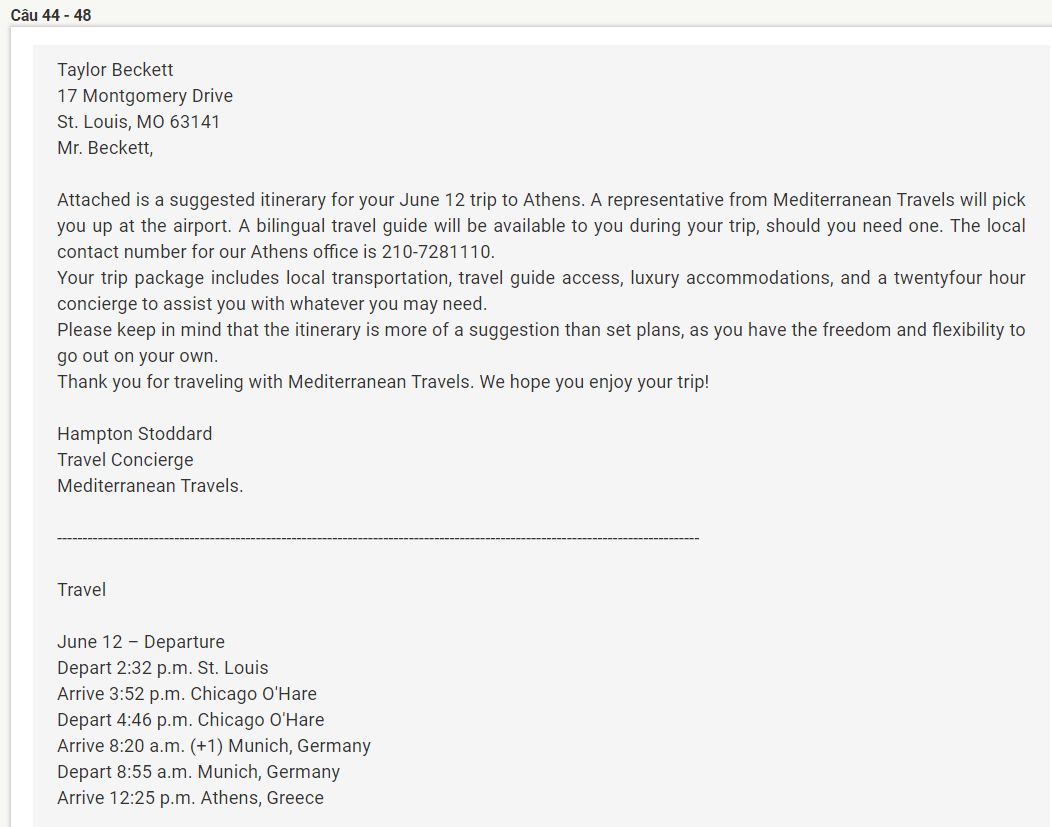 Câu 44 - 48
Taylor Beckett
17 Montgomery Drive
St. Louis, MO 63141
Mr. Beckett,
Attached is a suggested itinerary for your June 12 trip to Athens. A representative from Mediterranean Travels will pick
you up at the airport. A bilingual travel guide will be available to you during your trip, should you need one. The local
contact number for our Athens office is 210-7281110.
Your trip package includes local transportation, travel guide access, luxury accommodations, and a twentyfour hour
concierge to assist you with whatever you may need.
Please keep in mind that the itinerary is more of a suggestion than set plans, as you have the freedom and flexibility to
go out on your own.
Thank you for traveling with Mediterranean Travels. We hope you enjoy your trip!
Hampton Stoddard
Travel Concierge
Mediterranean Travels.
--------------------------------------------------------------------------------------------------------------------------------
Travel
June 12 – Departure
Depart 2:32 p.m. St. Louis
Arrive 3:52 p.m. Chicago O'Hare
Depart 4:46 p.m. Chicago O'Hare
Arrive 8:20 a.m. (+1) Munich, Germany
Depart 8:55 a.m. Munich, Germany
Arrive 12:25 p.m. Athens, Greece